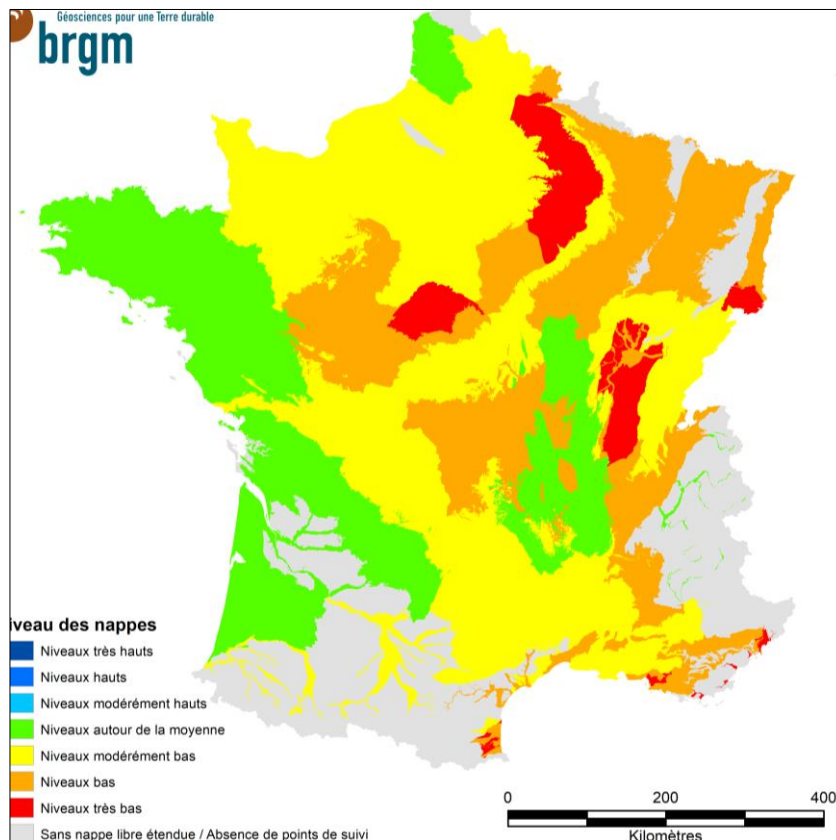 Géosciences pour une Terre durable
brgm
iveau des nappes
Niveaux très hauts
Niveaux hauts
Niveaux modérément hauts
Niveaux autour de la moyenne
Niveaux modérément bas
Niveaux bas
Niveaux très bas
Sans nappe libre étendue / Absence de points de suivi
0 200 400
Kilomètres